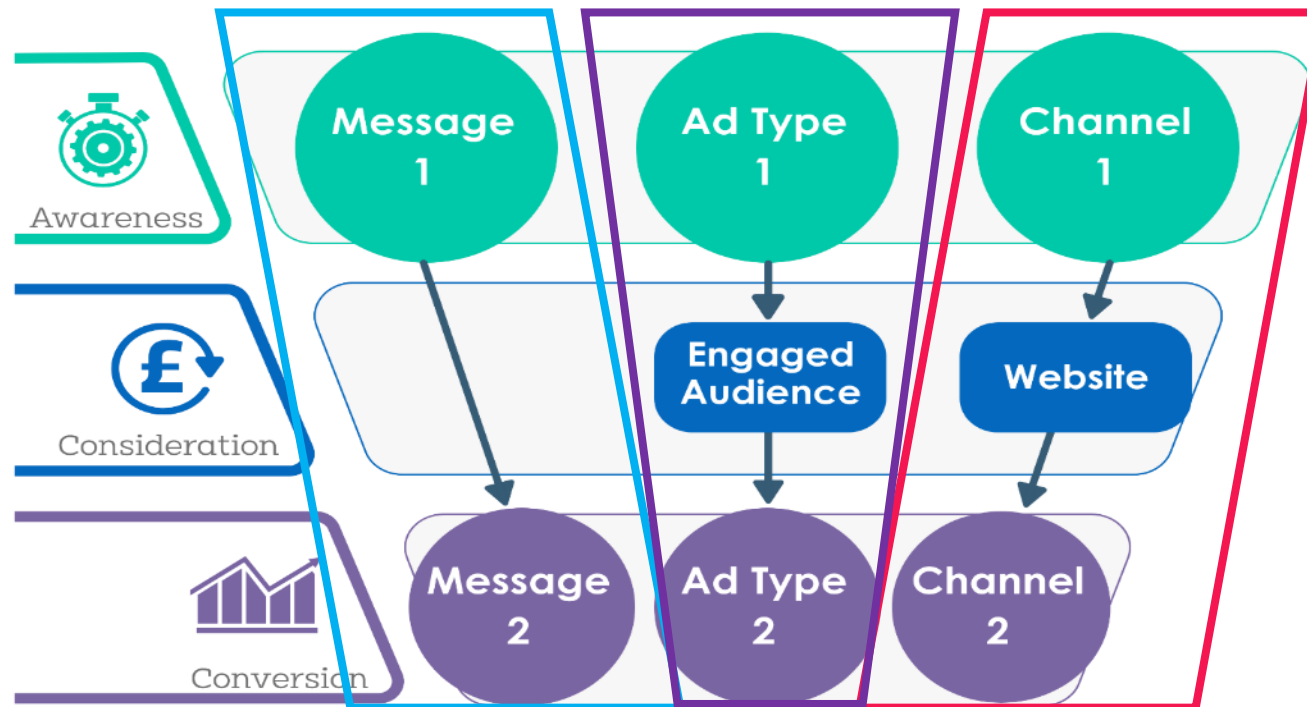 Message
1
Ad Type
1
Channel
1
Awareness
Engaged
Audience
Website
£
Consideration
Message
2
Ad Type
2
Channel
2
Conversion